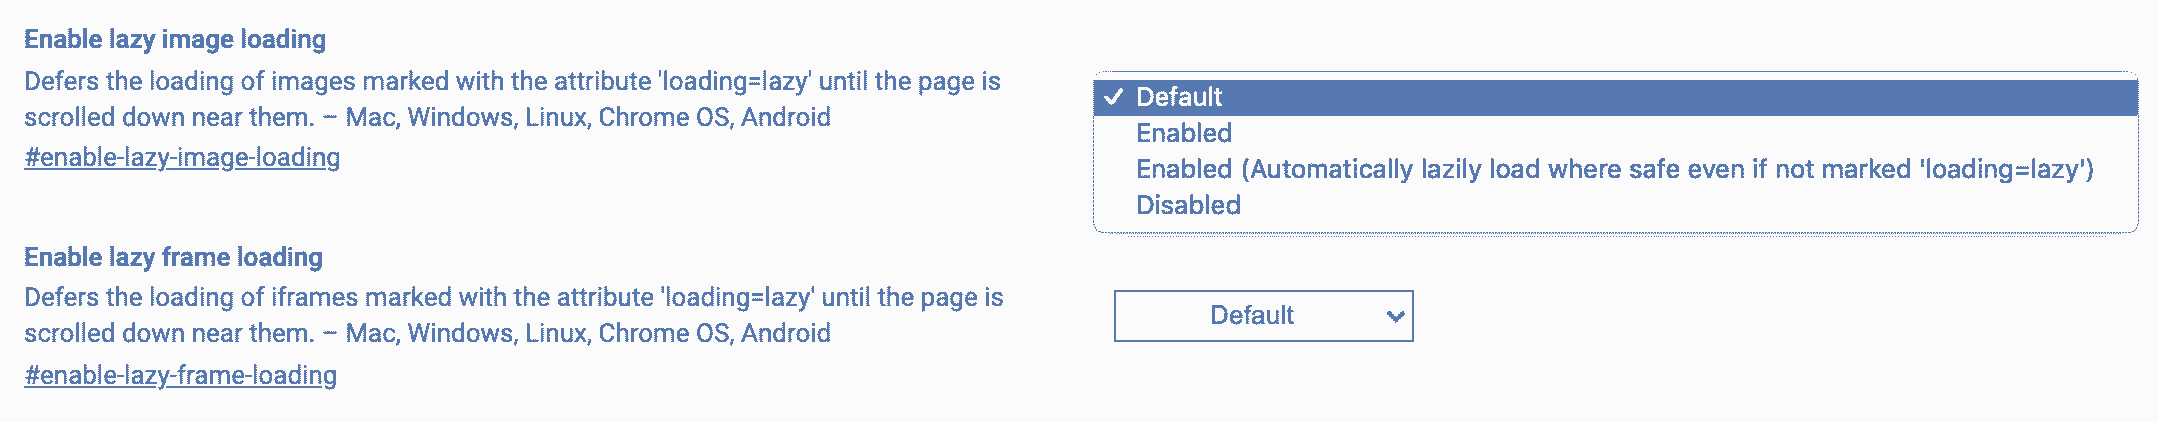 Enable lazy image loading
Defers the loading of images marked with the attribute 'loading=lazy' until the page is
scrolled down near them. – Mac, Windows, Linux, Chrome OS, Android
#enable-lazy-image-loading
✓ Default
Enabled
Enabled (Automatically lazily load where safe even if not marked 'loading=lazy')
Disabled
Enable lazy frame loading
Defers the loading of iframes marked with the attribute 'loading=lazy' until the page is
scrolled down near them. – Mac, Windows, Linux, Chrome OS, Android
#enable-lazy-frame-loading
Default